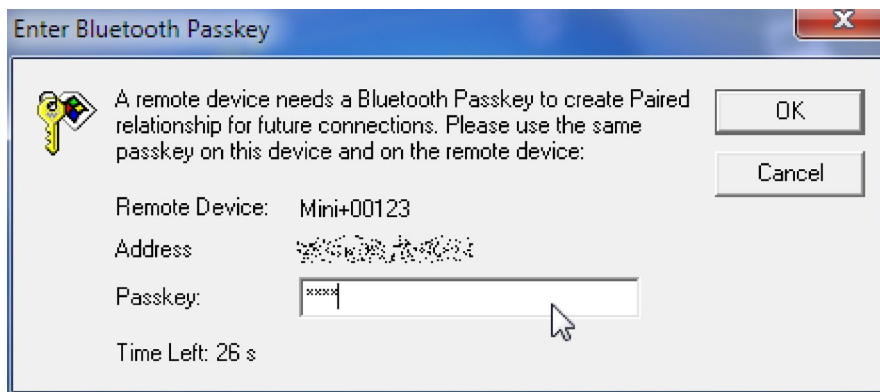 Enter Bluetooth Passkey
A remote device needs a Bluetooth Passkey to create Paired
relationship for future connections. Please use the same
passkey on this device and on the remote device:
OK
Cancel
Remote Device: Mini+00123
Address
Passkey: ****
Time Left: 26 s